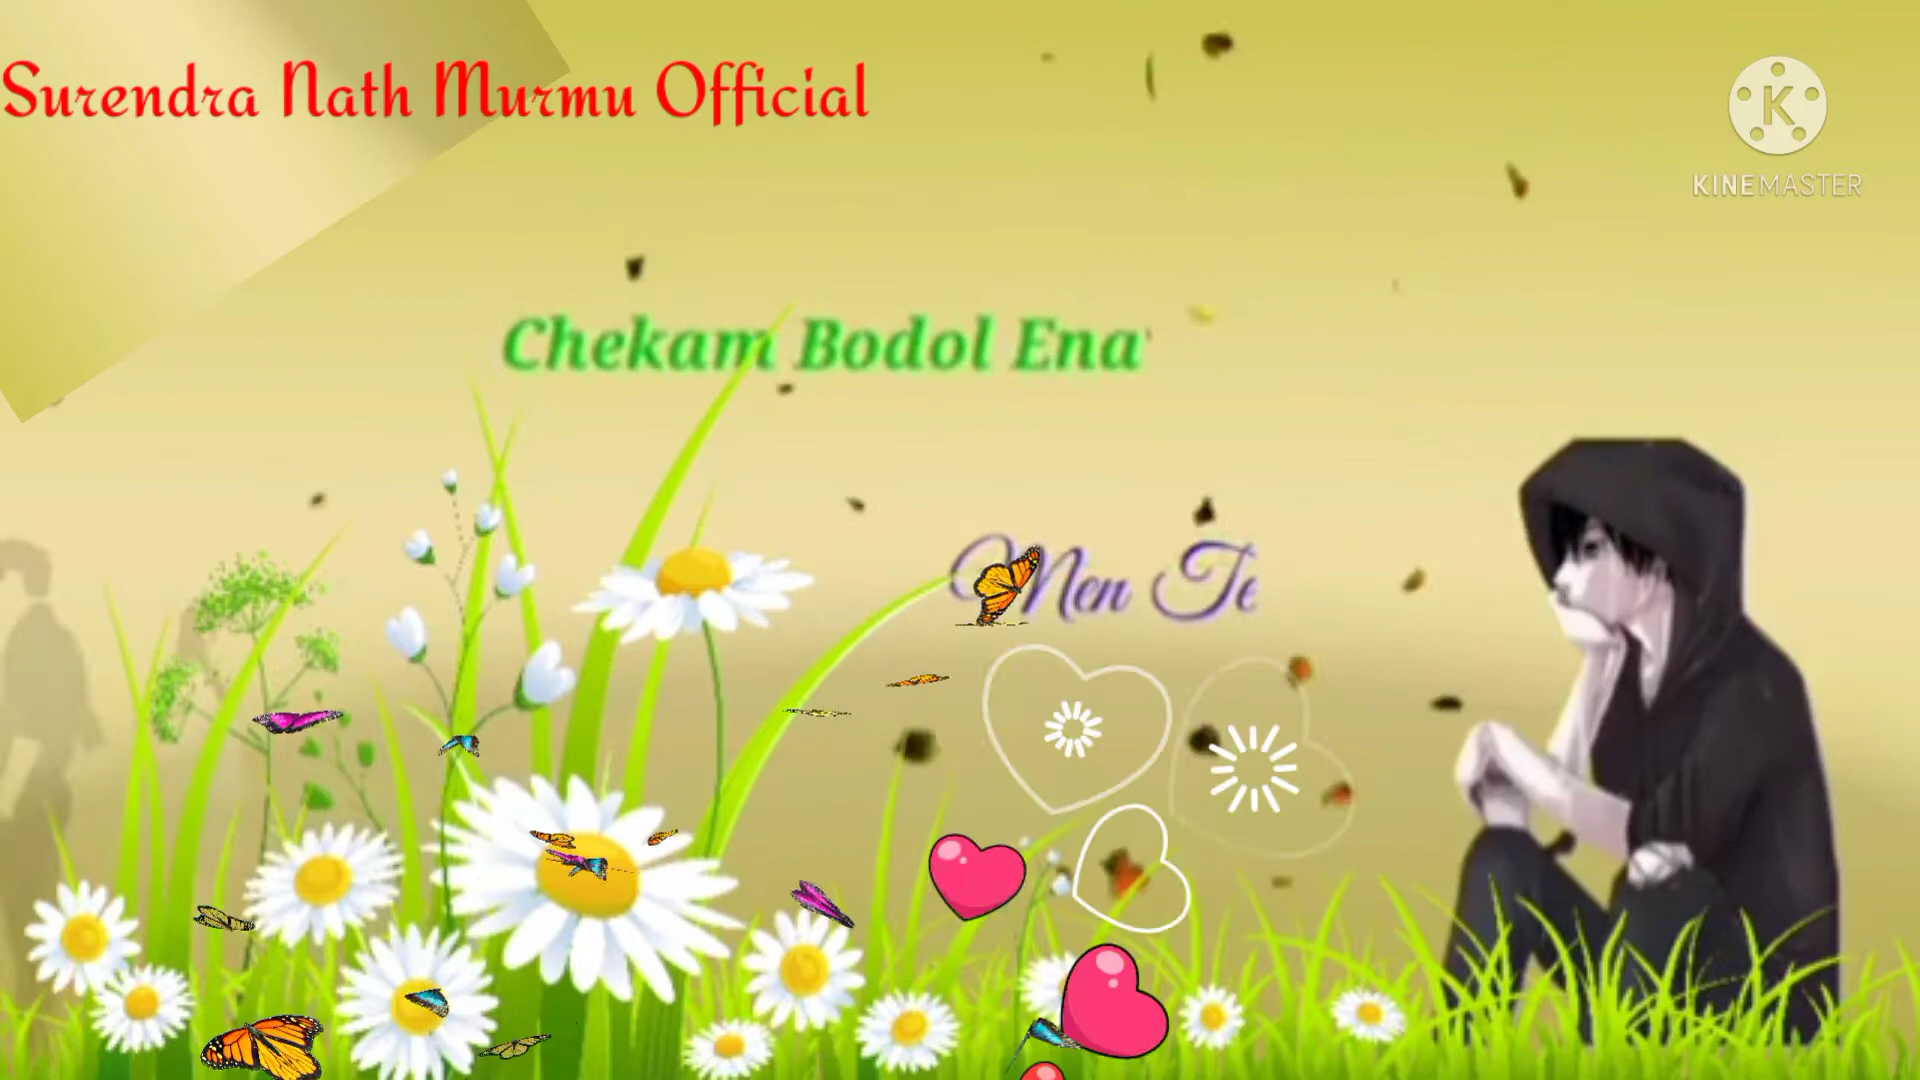 Surendra Nath Murmu Official
K
KINEMASTER
Chekam Bodol Ena
Men Te